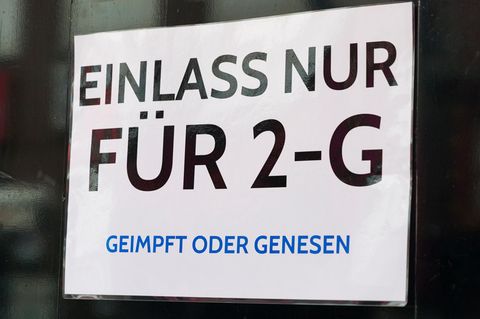 EINLASS NUR
FÜR 2-G
GEIMPFT ODER GENESEN